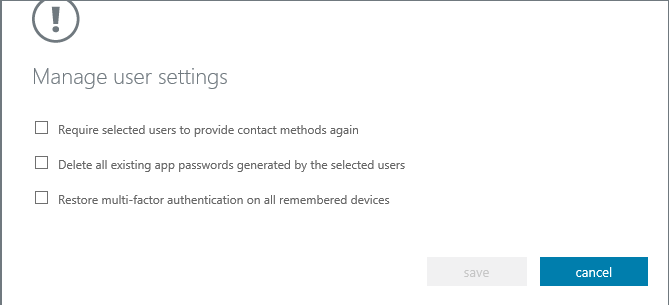 Manage user settings
Require selected users to provide contact methods again
Delete all existing app passwords generated by the selected users
Restore multi-factor authentication on all remembered devices
save cancel